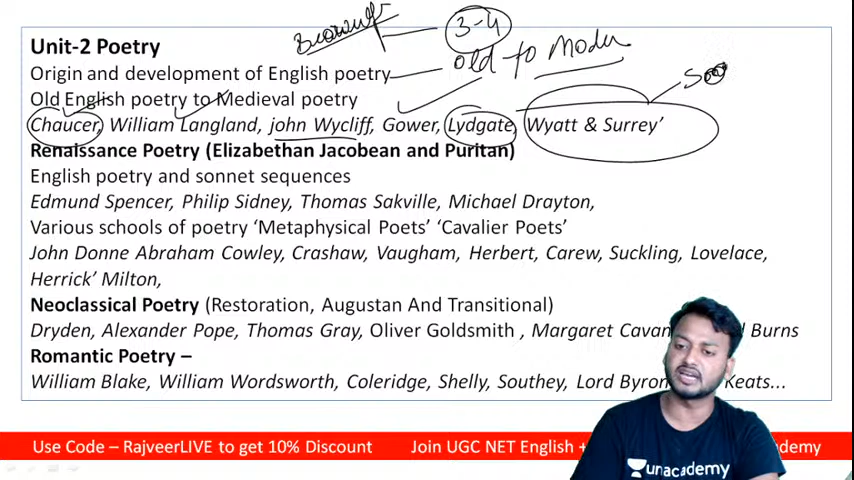 Beowulf 3-4
Unit-2 Poetry
old to Moder
Origin and development of English poetry
Old English poetry to Medieval poetry
Chaucer, William Langland, john Wycliff, Gower, Lydgate, Wyatt & Surrey’
Renaissance Poetry (Elizabethan Jacobean and Puritan)
English poetry and sonnet sequences
Edmund Spencer, Philip Sidney, Thomas Sakville, Michael Drayton,
Various schools of poetry ‘Metaphysical Poets’ ‘Cavalier Poets’
John Donne Abraham Cowley, Crashaw, Vaugham, Herbert, Carew, Suckling, Lovelace,
Herrick’ Milton,
Neoclassical Poetry (Restoration, Augustan And Transitional)
Dryden, Alexander Pope, Thomas Gray, Oliver Goldsmith , Margaret Cavan Burns
Romantic Poetry –
William Blake, William Wordsworth, Coleridge, Shelly, Southey, Lord Byron Keats...
Use Code – RajveerLIVE to get 10% Discount Join UGC NET English + ademy
unacademy